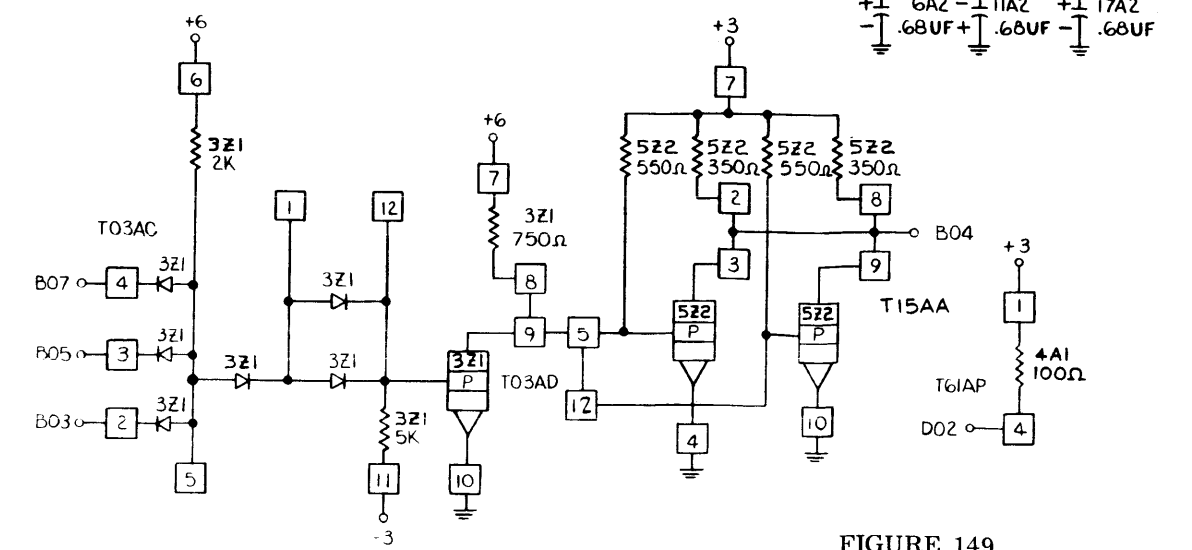 +6
6
3Z1
2K
T03AC
B07
4
3Z1
B05
3
3Z1
B03
2
3Z1
5
3Z1
1
12
3Z1
3Z1
3Z1
5K
11
-3
+6
7
3Z1
750Ω
8
9
3Z1
P
T03AD
10
5
12
+3
7
5Z2
550Ω
5Z2
350Ω
5Z2
550Ω
5Z2
350Ω
2
3
8
9
B04
5Z2
P
4
5Z2
P
10
T15AA
+ 6A2 - 11A2 + 17A2
- .68UF + .68UF - .68UF
+3
1
4A1
100Ω
T61AP
D02
4
FIGURE 149